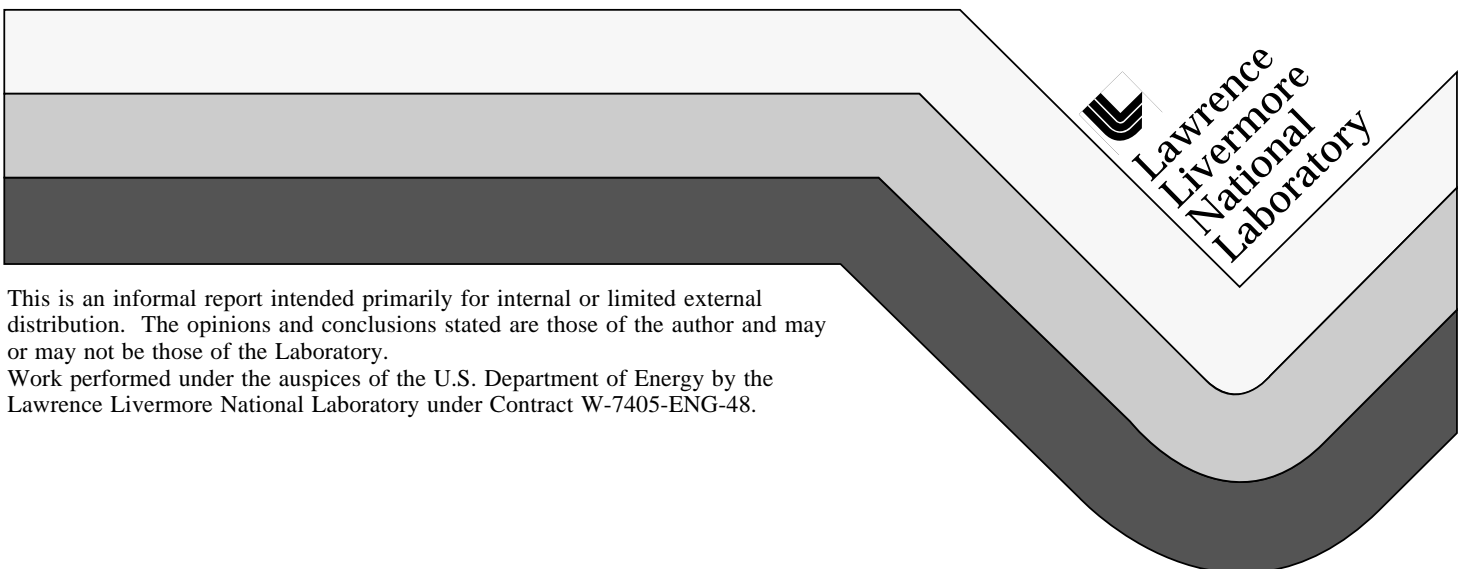 Lawrence
Livermore
National
Laboratory
This is an informal report intended primarily for internal or limited external
distribution.  The opinions and conclusions stated are those of the author and may
or may not be those of the Laboratory.
Work performed under the auspices of the U.S. Department of Energy by the
Lawrence Livermore National Laboratory under Contract W-7405-ENG-48.